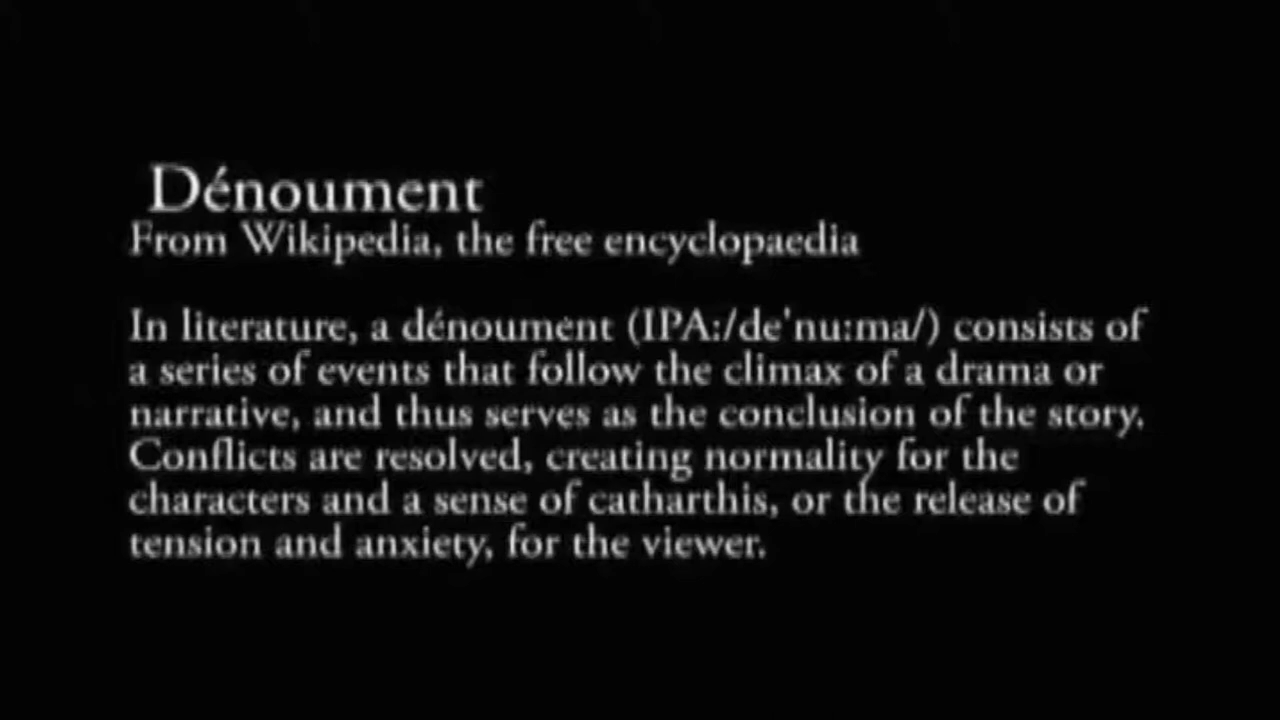 Dénoument
From Wikipedia, the free encyclopaedia
In literature, a dénoument (IPA:/de'nu:ma/) consists of
a series of events that follow the climax of a drama or
narrative, and thus serves as the conclusion of the story.
Conflicts are resolved, creating normality for the
characters and a sense of catharthis, or the release of
tension and anxiety, for the viewer.